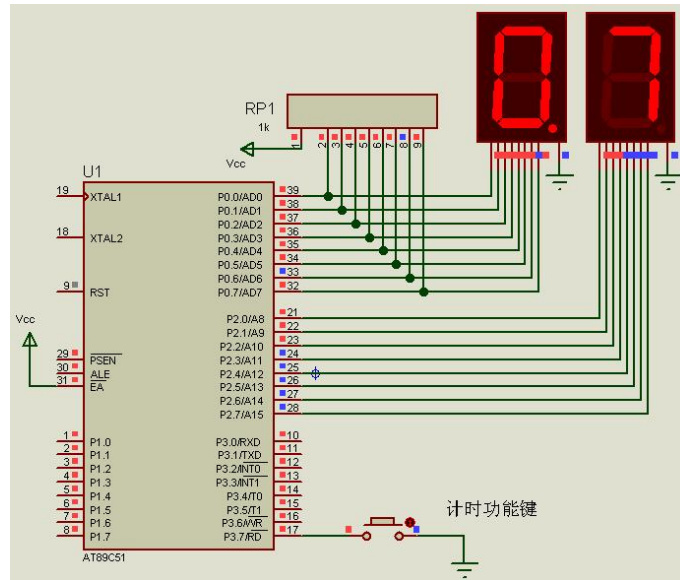 RP1
1k
Vcc
1 2 3 4 5 6 7 8 9
U1
19 XTAL1 P0.0/AD0 39
P0.1/AD1 38
18 XTAL2 P0.2/AD2 37
P0.3/AD3 36
P0.4/AD4 35
P0.5/AD5 34
P0.6/AD6 33
9 RST P0.7/AD7 32
Vcc
P2.0/A8 21
P2.1/A9 22
P2.2/A10 23
29 PSEN P2.3/A11 24
30 ALE P2.4/A12 25
31 EA P2.5/A13 26
P2.6/A14 27
P2.7/A15 28
1 P1.0 P3.0/RXD 10
2 P1.1 P3.1/TXD 11
3 P1.2 P3.2/INT0 12
4 P1.3 P3.3/INT1 13
5 P1.4 P3.4/T0 14
6 P1.5 P3.5/T1 15
7 P1.6 P3.6/WR 16
8 P1.7 P3.7/RD 17
AT89C51
计时功能键
0. 7